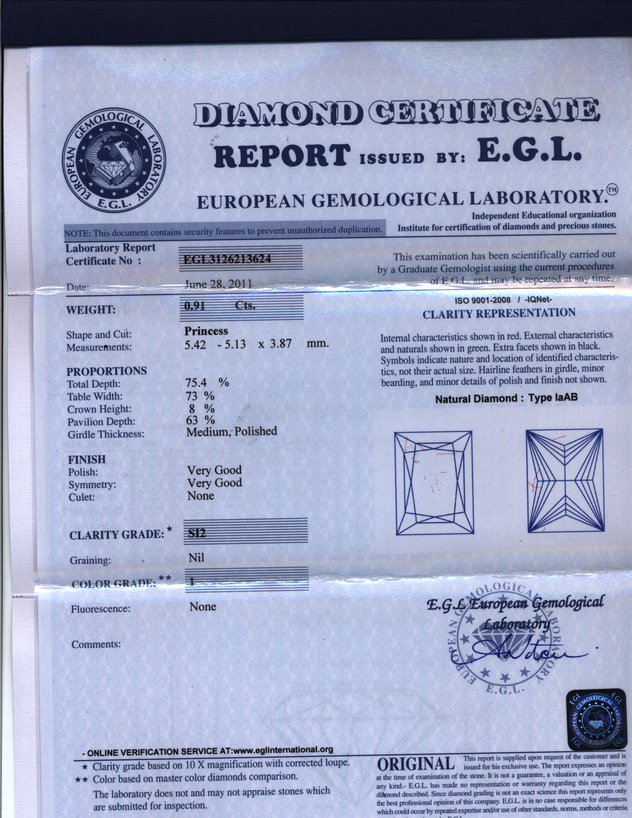 DIAMOND CERTIFICATE
REPORT ISSUED BY: E.G.L.
EUROPEAN GEMOLOGICAL LABORATORY.™
EUROPEAN GEMOLOGICAL LABORATORY
E.G.L.
Independent Educational organization
Institute for certification of diamonds and precious stones.
NOTE: This document contains security features to prevent unauthorized duplication.
Laboratory Report
Certificate No : EGL3126213624
Date: June 28, 2011
WEIGHT: 0.91 Cts.
Shape and Cut: Princess
Measurements: 5.42 - 5.13 x 3.87 mm.
PROPORTIONS
Total Depth: 75.4 %
Table Width: 73 %
Crown Height: 8 %
Pavilion Depth: 63 %
Girdle Thickness: Medium, Polished
FINISH
Polish: Very Good
Symmetry: Very Good
Culet: None
CLARITY GRADE: * SI2
Graining: Nil
COLOR GRADE: ** I
Fluorescence: None
Comments:
This examination has been scientifically carried out
by a Graduate Gemologist using the current procedures
of E.G.L. and may be repeated at any time.
ISO 9001-2008 / -IQNet-
CLARITY REPRESENTATION
Internal characteristics shown in red. External characteristics
and naturals shown in green. Extra facets shown in black.
Symbols indicate nature and location of identified characteris-
tics, not their actual size. Hairline feathers in girdle, minor
bearding, and minor details of polish and finish not shown.
Natural Diamond : Type IaAB
E.G.L European Gemological
Laboratory
EUROPEAN GEMOLOGICAL LABORATORY
E.G.L.
- ONLINE VERIFICATION SERVICE AT:www.eglinternational.org
★ Clarity grade based on 10 X magnification with corrected loupe.
★★ Color based on master color diamonds comparison.
The laboratory does not and may not appraise stones which
are submitted for inspection.
ORIGINAL This report is supplied upon request of the customer and is
issued for his exclusive use. The report expresses an opinion
at the time of examination of the stone. It is not a guarantee, a valuation or an appraisal of
any kind.- E.G.L. has made no representation or warranty regarding this report or the
diamond described. Since diamond grading is not an exact science this report represents only
the best professional opinion of this company. E.G.L. is in no case responsible for differences
which could occur by repeated expertise and/or use of other standards, norms, methods or criteria